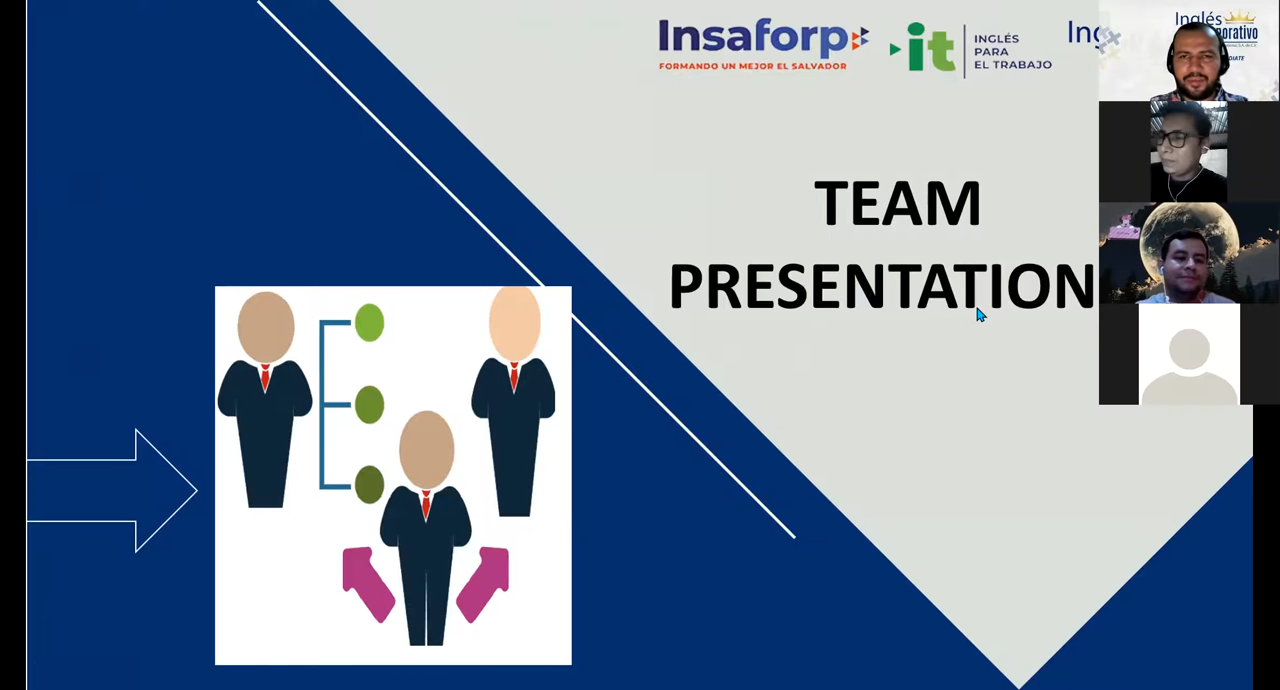 Insaforp
FORMANDO UN MEJOR EL SALVADOR
it
INGLÉS
PARA
EL TRABAJO
Inglés
TEAM
PRESENTATION